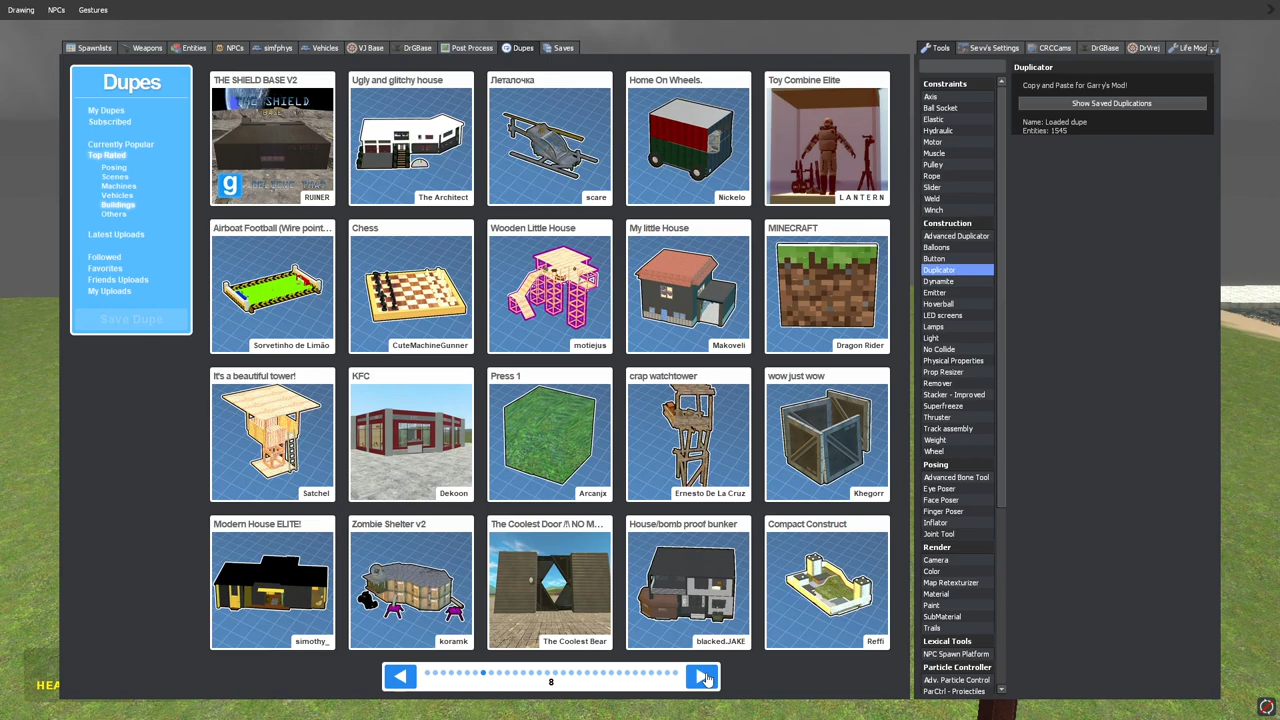 Drawing NPCs Gestures
Spawnlists Weapons Entities NPCs simfphys Vehicles VJ Base DrGBase Post Process Dupes Saves
Dupes
My Dupes
Subscribed
Currently Popular
Top Rated
Posing
Scenes
Machines
Vehicles
Buildings
Others
Latest Uploads
Followed
Favorites
Friends Uploads
My Uploads
Save Dupe
THE SHIELD BASE V2
THE SHIELD
BASE
RUINER
Ugly and glitchy house
The Architect
Леталочка
scare
Home On Wheels.
Nickelo
Toy Combine Elite
L A N T E R N
Airboat Football (Wire point...
Sorvetinho de Limão
Chess
CuteMachineGunner
Wooden Little House
motiejus
My little House
Makoveli
MINECRAFT
Dragon Rider
It's a beautiful tower!
Satchel
KFC
Dekoon
Press 1
Arcanjx
crap watchtower
Ernesto De La Cruz
wow just wow
Khegorr
Modern House ELITE!
simothy_
Zombie Shelter v2
koramk
The Coolest Door /!\ NO M...
The Coolest Bear
House/bomb proof bunker
blacked.JAKE
Compact Construct
Reffi
8
HEA
Tools Sevv's Settings CRCCams DrGBase DrVrej Life Mod
Constraints
Axis
Ball Socket
Elastic
Hydraulic
Motor
Muscle
Pulley
Rope
Slider
Weld
Winch
Construction
Advanced Duplicator
Balloons
Button
Duplicator
Dynamite
Emitter
Hoverball
LED screens
Lamps
Light
No Collide
Physical Properties
Prop Resizer
Remover
Stacker - Improved
Superfreeze
Thruster
Track assembly
Weight
Wheel
Posing
Advanced Bone Tool
Eye Poser
Face Poser
Finger Poser
Inflator
Joint Tool
Render
Camera
Color
Map Retexturizer
Material
Paint
SubMaterial
Trails
Lexical Tools
NPC Spawn Platform
Particle Controller
Adv. Particle Control
ParCtrl - Projectiles
Duplicator
Copy and Paste for Garry's Mod!
Show Saved Duplications
Name: Loaded dupe
Entities: 1545